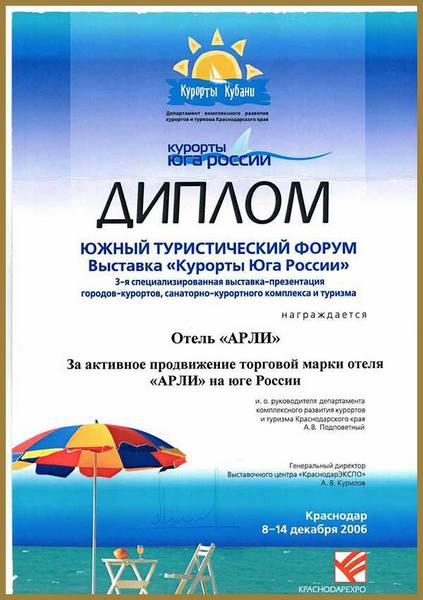 Курорты Кубани
Департамент комплексного развития
курортов и туризма Краснодарского края
курорты
юга россии
ДИПЛОМ
ЮЖНЫЙ ТУРИСТИЧЕСКИЙ ФОРУМ
Выставка «Курорты Юга России»
3-я специализированная выставка-презентация
городов-курортов, санаторно-курортного комплекса и туризма
награждается
Отель «АРЛИ»
За активное продвижение торговой марки отеля
«АРЛИ» на юге России
и. о. руководителя департамента
комплексного развития курортов
и туризма Краснодарского края
А.В. Подповетный
Генеральный директор
Выставочного центра «КраснодарЭКСПО»
А. В. Курилов
Краснодар
8–14 декабря 2006
КРАСНОДАРEXPO